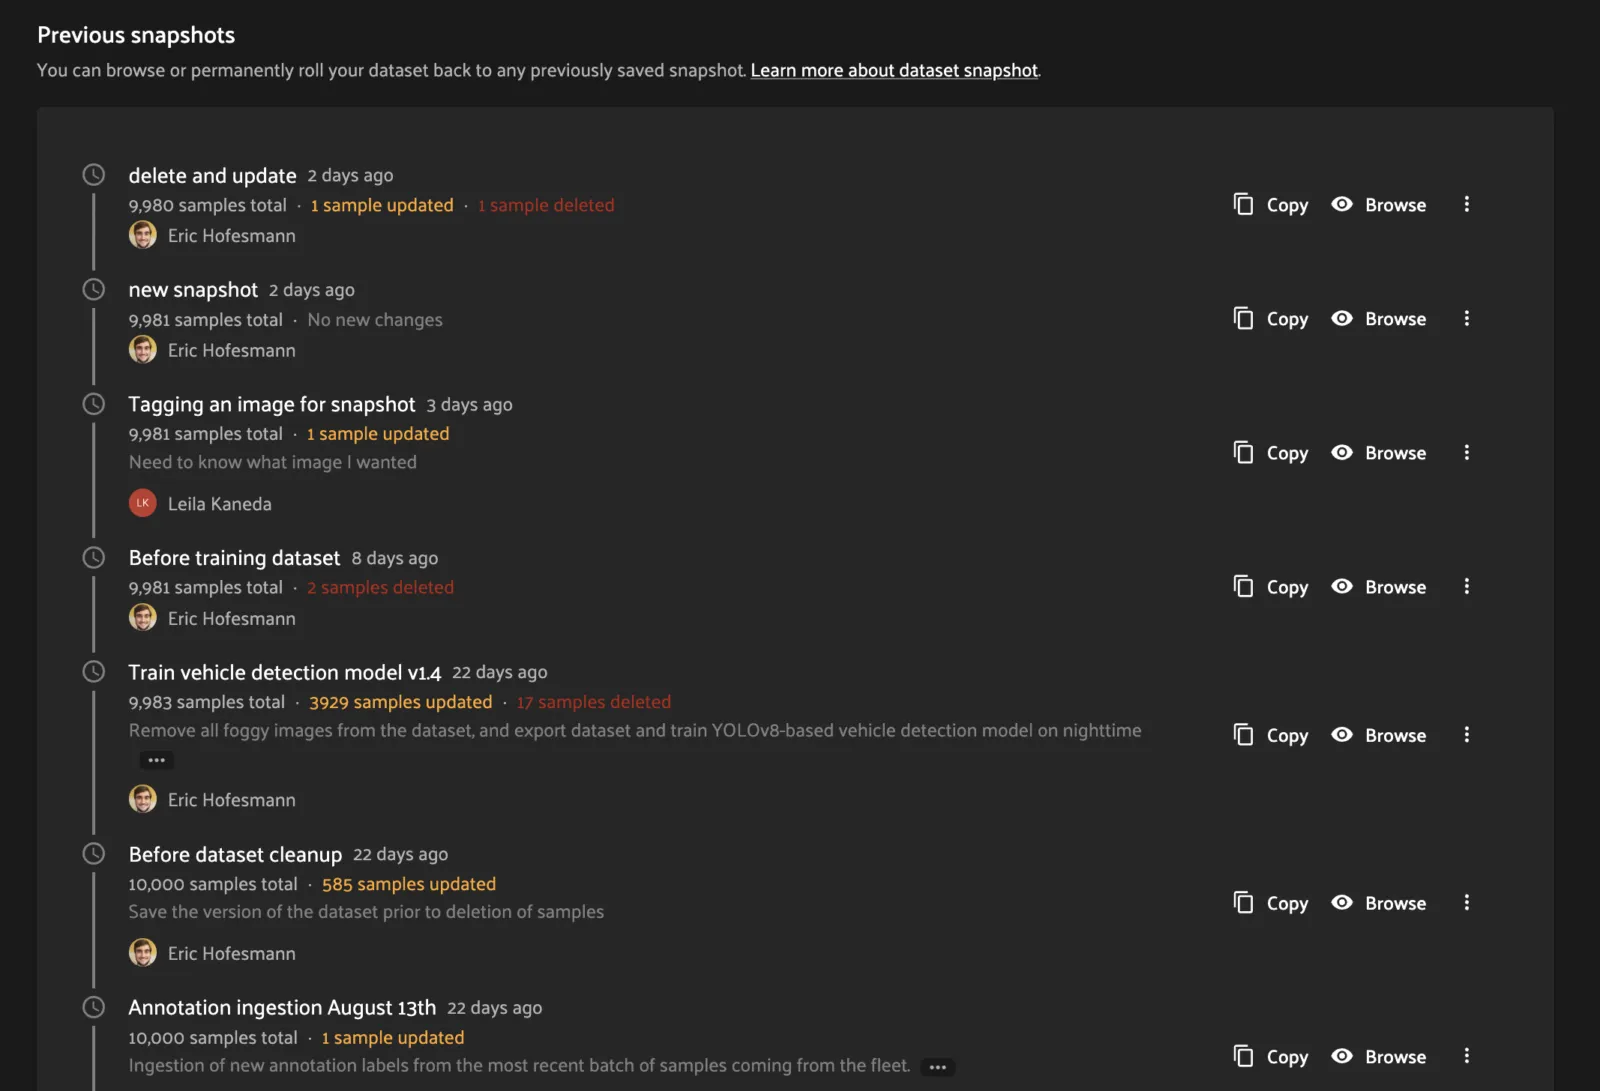 Previous snapshots
You can browse or permanently roll your dataset back to any previously saved snapshot. Learn more about dataset snapshot.
delete and update 2 days ago
9,980 samples total · 1 sample updated · 1 sample deleted
Eric Hofesmann
Copy Browse
new snapshot 2 days ago
9,981 samples total · No new changes
Eric Hofesmann
Copy Browse
Tagging an image for snapshot 3 days ago
9,981 samples total · 1 sample updated
Need to know what image I wanted
LK Leila Kaneda
Copy Browse
Before training dataset 8 days ago
9,981 samples total · 2 samples deleted
Eric Hofesmann
Copy Browse
Train vehicle detection model v1.4 22 days ago
9,983 samples total · 3929 samples updated · 17 samples deleted
Remove all foggy images from the dataset, and export dataset and train YOLOv8-based vehicle detection model on nighttime
...
Eric Hofesmann
Copy Browse
Before dataset cleanup 22 days ago
10,000 samples total · 585 samples updated
Save the version of the dataset prior to deletion of samples
Eric Hofesmann
Copy Browse
Annotation ingestion August 13th 22 days ago
10,000 samples total · 1 sample updated
Ingestion of new annotation labels from the most recent batch of samples coming from the fleet. ...
Copy Browse